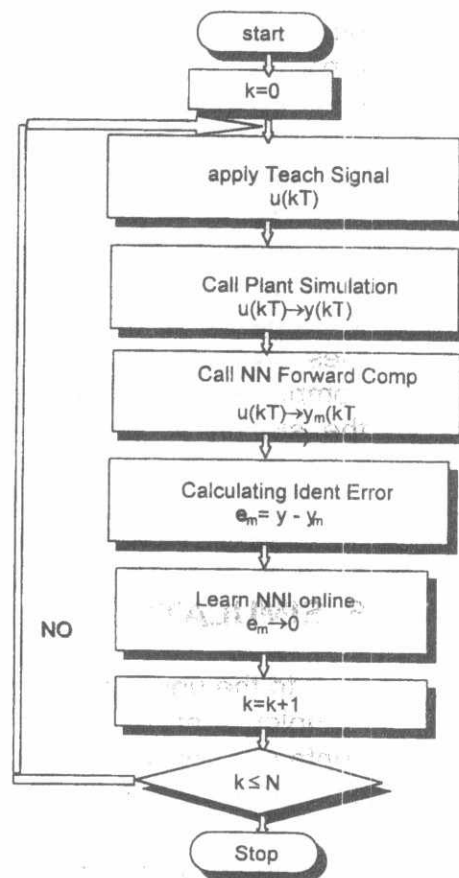 start
k=0
apply Teach Signal
u(kT)
Call Plant Simulation
u(kT)→y(kT)
Call NN Forward Comp
u(kT)→yₘ(kT
Calculating Ident Error
eₘ= y - yₘ
Learn NNI online
eₘ→0
NO
k=k+1
k ≤ N
Stop